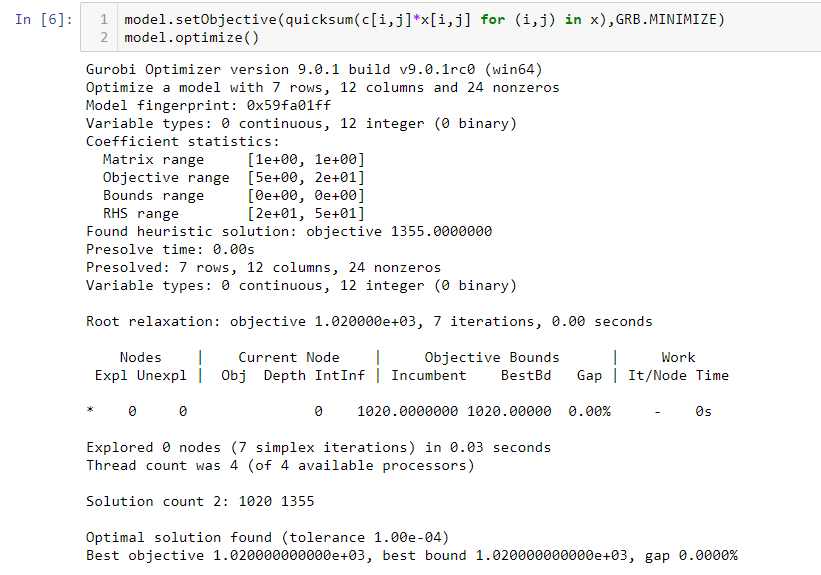 In [6]:
1 model.setObjective(quicksum(c[i,j]*x[i,j] for (i,j) in x),GRB.MINIMIZE)
2 model.optimize()
Gurobi Optimizer version 9.0.1 build v9.0.1rc0 (win64)
Optimize a model with 7 rows, 12 columns and 24 nonzeros
Model fingerprint: 0x59fa01ff
Variable types: 0 continuous, 12 integer (0 binary)
Coefficient statistics:
  Matrix range     [1e+00, 1e+00]
  Objective range  [5e+00, 2e+01]
  Bounds range     [0e+00, 0e+00]
  RHS range        [2e+01, 5e+01]
Found heuristic solution: objective 1355.0000000
Presolve time: 0.00s
Presolved: 7 rows, 12 columns, 24 nonzeros
Variable types: 0 continuous, 12 integer (0 binary)
Root relaxation: objective 1.020000e+03, 7 iterations, 0.00 seconds
    Nodes    |    Current Node    |     Objective Bounds      |     Work
 Expl Unexpl |  Obj  Depth IntInf | Incumbent    BestBd   Gap | It/Node Time
*    0     0               0    1020.0000000 1020.00000  0.00%     -    0s
Explored 0 nodes (7 simplex iterations) in 0.03 seconds
Thread count was 4 (of 4 available processors)
Solution count 2: 1020 1355
Optimal solution found (tolerance 1.00e-04)
Best objective 1.020000000000e+03, best bound 1.020000000000e+03, gap 0.0000%